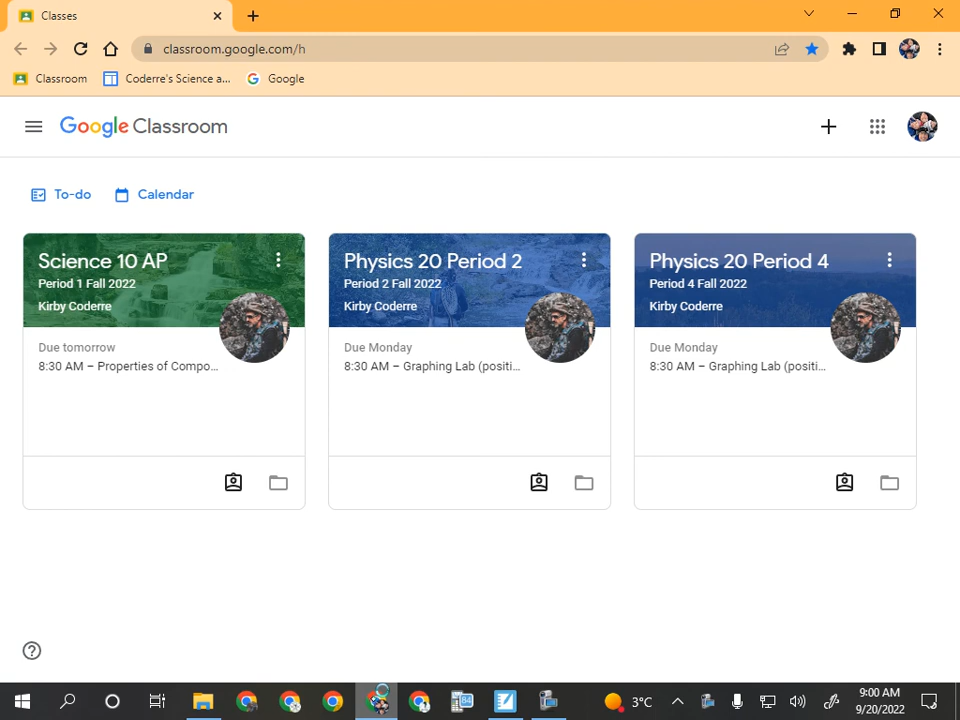 Classes
classroom.google.com/h
Classroom
Coderre's Science a...
Google
Google Classroom
To-do
Calendar
Science 10 AP
Period 1 Fall 2022
Kirby Coderre
Due tomorrow
8:30 AM – Properties of Compo...
Physics 20 Period 2
Period 2 Fall 2022
Kirby Coderre
Due Monday
8:30 AM – Graphing Lab (positi...
Physics 20 Period 4
Period 4 Fall 2022
Kirby Coderre
Due Monday
8:30 AM – Graphing Lab (positi...
3°C
9:00 AM
9/20/2022